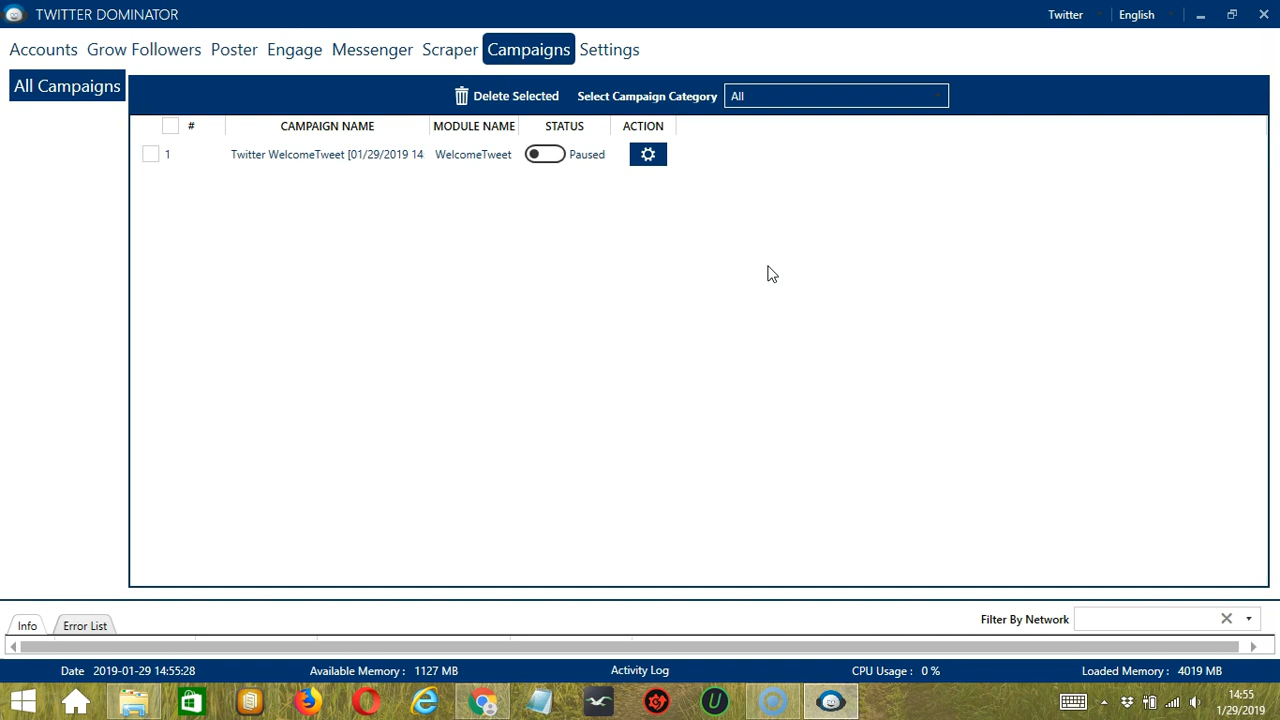 TWITTER DOMINATOR Twitter English
Accounts Grow Followers Poster Engage Messenger Scraper Campaigns Settings
All Campaigns Delete Selected Select Campaign Category All
# CAMPAIGN NAME MODULE NAME STATUS ACTION
1 Twitter WelcomeTweet [01/29/2019 14 WelcomeTweet Paused
Filter By Network
Info Error List
Date 2019-01-29 14:55:28 Available Memory : 1127 MB Activity Log CPU Usage : 0 % Loaded Memory : 4019 MB
14:55
1/29/2019